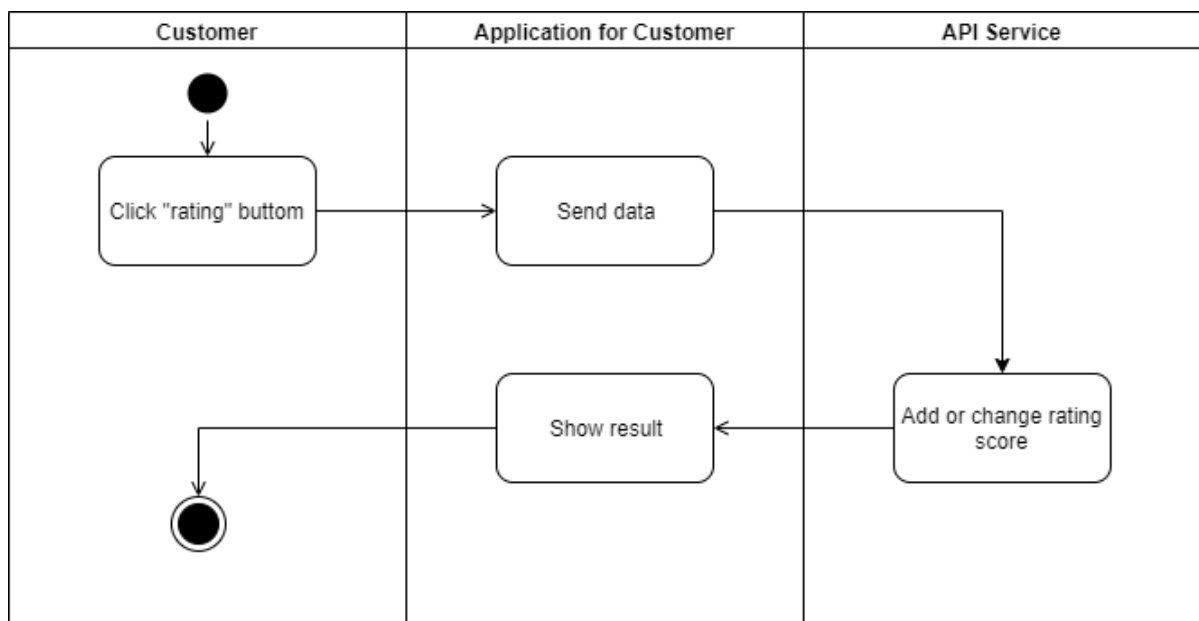 Customer
Application for Customer
API Service
Click "rating" buttom
Send data
Show result
Add or change rating
score